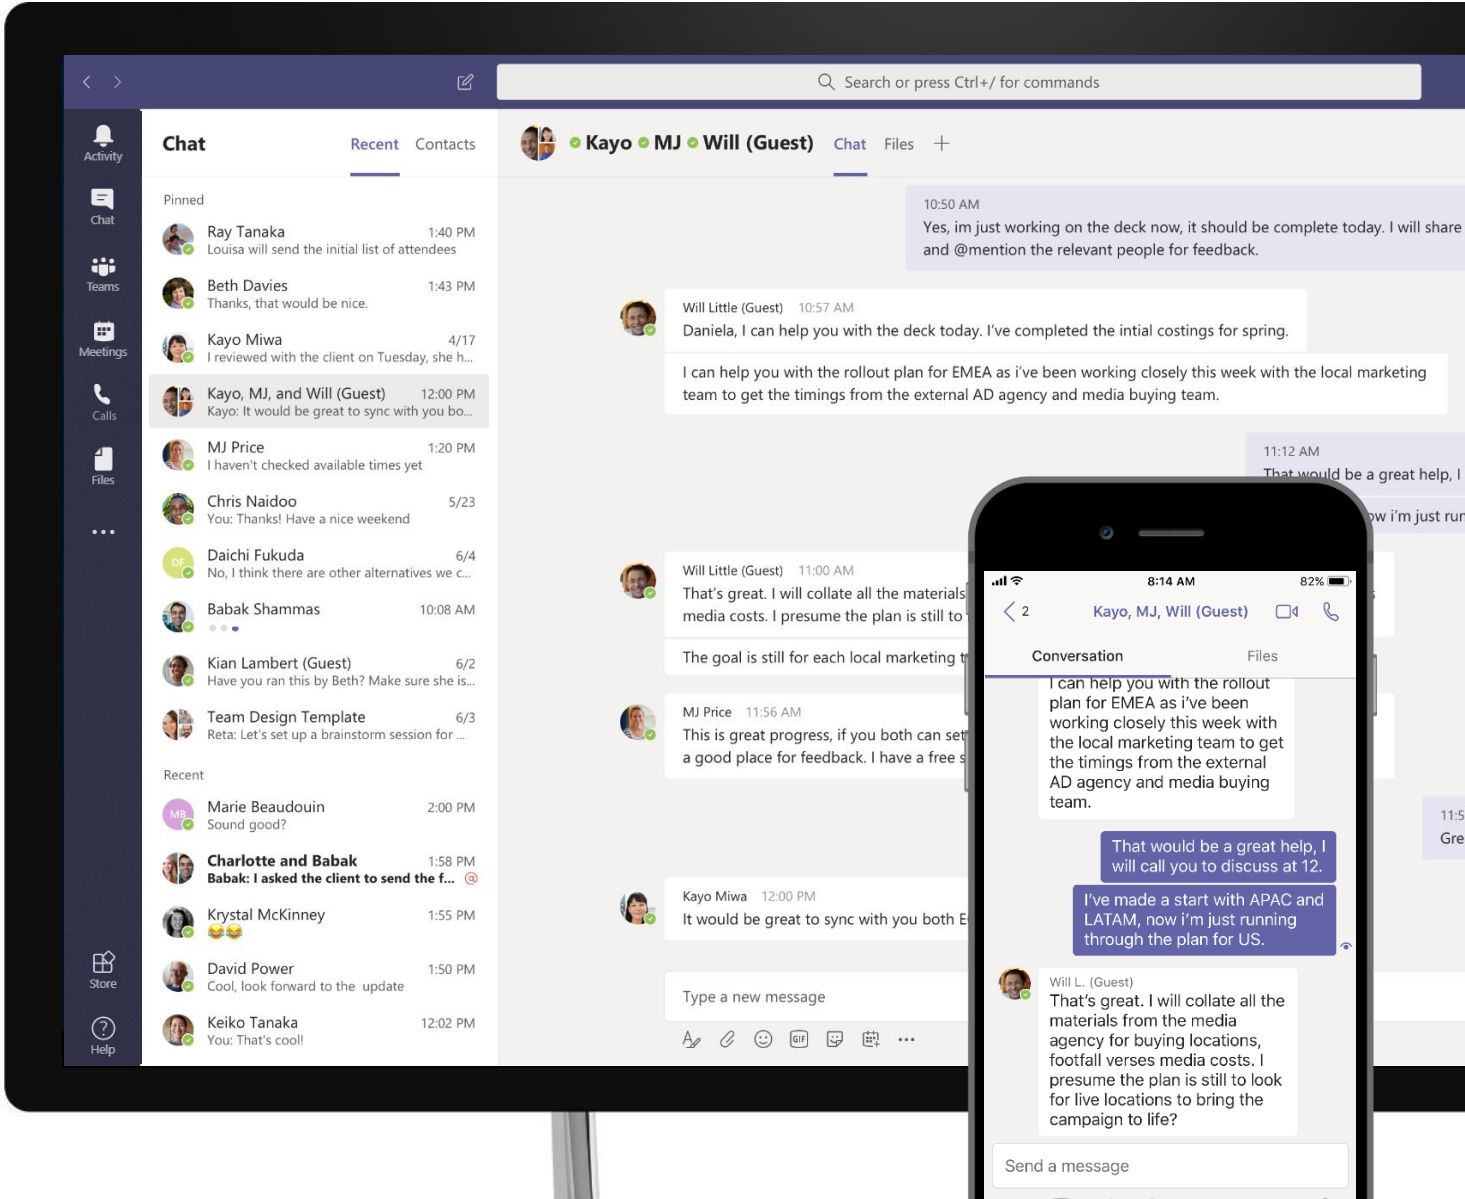 Search or press Ctrl+/ for commands
Activity
Chat
Teams
Meetings
Calls
Files
Store
Help
Chat
Recent Contacts
Pinned
Ray Tanaka 1:40 PM
Louisa will send the initial list of attendees
Beth Davies 1:43 PM
Thanks, that would be nice.
Kayo Miwa 4/17
I reviewed with the client on Tuesday, she h...
Kayo, MJ, and Will (Guest) 12:00 PM
Kayo: It would be great to sync with you bo...
MJ Price 1:20 PM
I haven't checked available times yet
Chris Naidoo 5/23
You: Thanks! Have a nice weekend
DF
Daichi Fukuda 6/4
No, I think there are other alternatives we c...
Babak Shammas 10:08 AM
Kian Lambert (Guest) 6/2
Have you ran this by Beth? Make sure she is...
Team Design Template 6/3
Reta: Let's set up a brainstorm session for ...
Recent
MB
Marie Beaudouin 2:00 PM
Sound good?
Charlotte and Babak 1:58 PM
Babak: I asked the client to send the f... @
Krystal McKinney 1:55 PM
😂😂
David Power 1:50 PM
Cool, look forward to the update
Keiko Tanaka 12:02 PM
You: That's cool!
Kayo MJ Will (Guest) Chat Files
10:50 AM
Yes, im just working on the deck now, it should be complete today. I will share
and @mention the relevant people for feedback.
Will Little (Guest) 10:57 AM
Daniela, I can help you with the deck today. I've completed the intial costings for spring.
I can help you with the rollout plan for EMEA as i've been working closely this week with the local marketing
team to get the timings from the external AD agency and media buying team.
11:12 AM
That would be a great help, I
i'm just
Will Little (Guest) 11:00 AM
That's great. I will collate all the materials
media costs. I presume the plan is still to
The goal is still for each local marketing
MJ Price 11:56 AM
This is great progress, if you both can set
a good place for feedback. I have a free
11:5
Gre
Kayo Miwa 12:00 PM
It would be great to sync with you both
Type a new message
GIF
8:14 AM 82%
2 Kayo, MJ, Will (Guest)
Conversation Files
I can help you with the rollout
plan for EMEA as i've been
working closely this week with
the local marketing team to get
the timings from the external
AD agency and media buying
team.
That would be a great help, I
will call you to discuss at 12.
I've made a start with APAC and
LATAM, now i'm just running
through the plan for US.
Will L. (Guest)
That's great. I will collate all the
materials from the media
agency for buying locations,
footfall verses media costs. I
presume the plan is still to look
for live locations to bring the
campaign to life?
Send a message